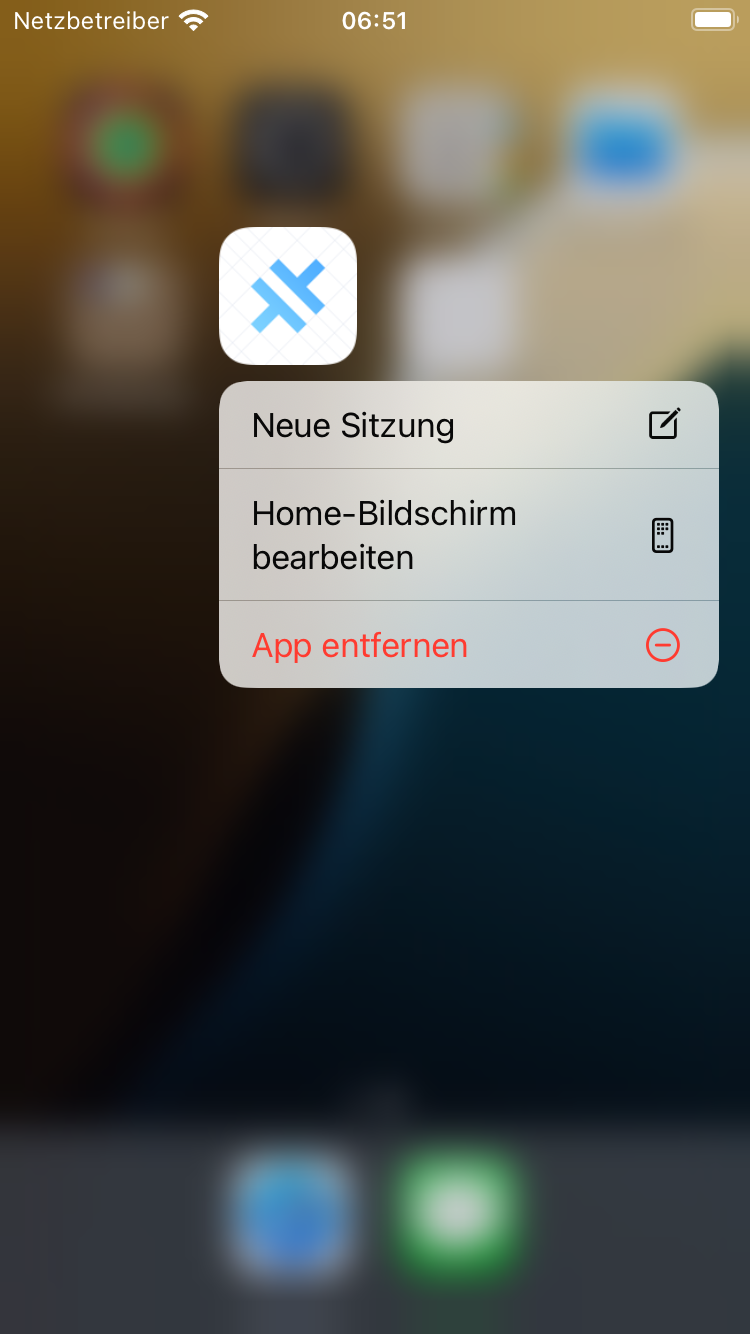 Netzbetreiber 06:51
Neue Sitzung
Home-Bildschirm
bearbeiten
App entfernen